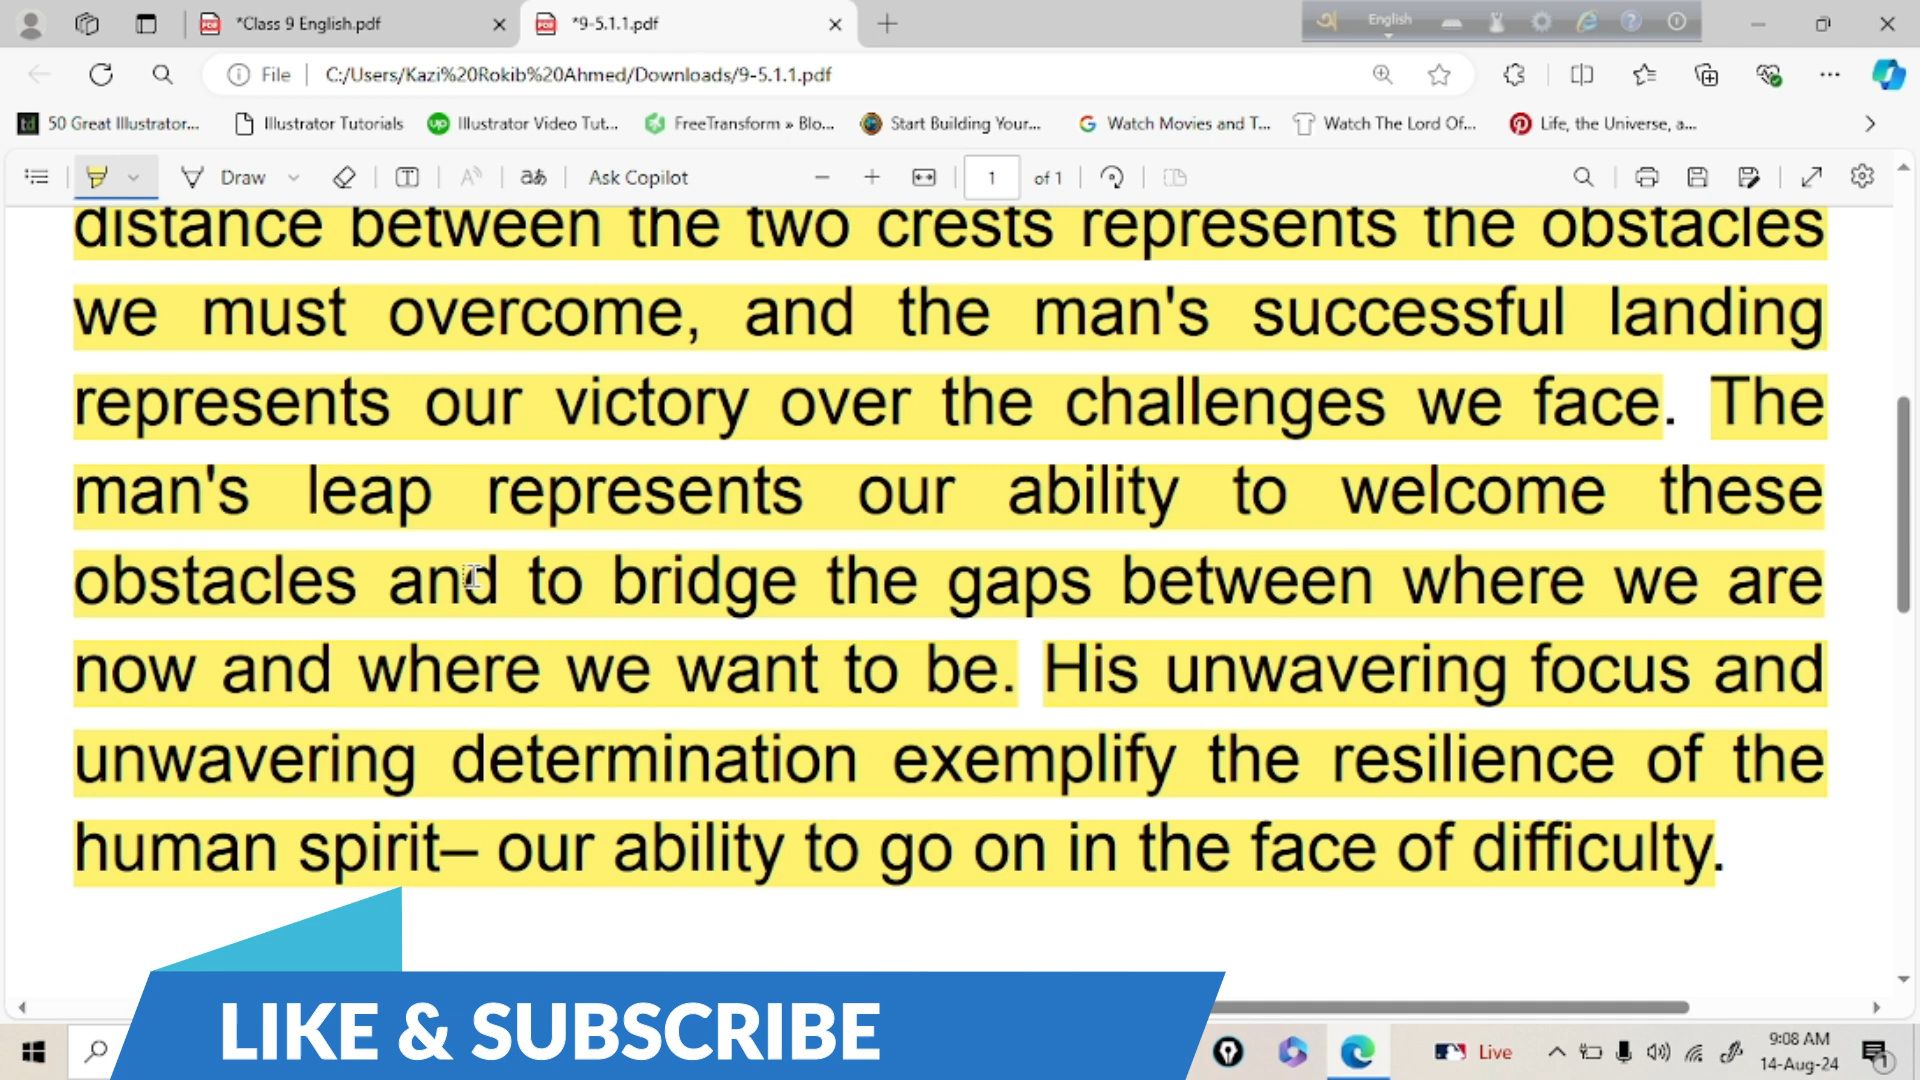 *Class 9 English.pdf
*9-5.1.1.pdf
English
File
C:/Users/Kazi%20Rokib%20Ahmed/Downloads/9-5.1.1.pdf
50 Great Illustrator...
Illustrator Tutorials
Illustrator Video Tut...
FreeTransform » Blo...
Start Building Your...
Watch Movies and T...
Watch The Lord Of...
Life, the Universe, a...
Draw
Ask Copilot
1
of 1
distance between the two crests represents the obstacles
we must overcome, and the man's successful landing
represents our victory over the challenges we face. The
man's leap represents our ability to welcome these
obstacles and to bridge the gaps between where we are
now and where we want to be. His unwavering focus and
unwavering determination exemplify the resilience of the
human spirit– our ability to go on in the face of difficulty.
LIKE & SUBSCRIBE
Live
9:08 AM
14-Aug-24
1